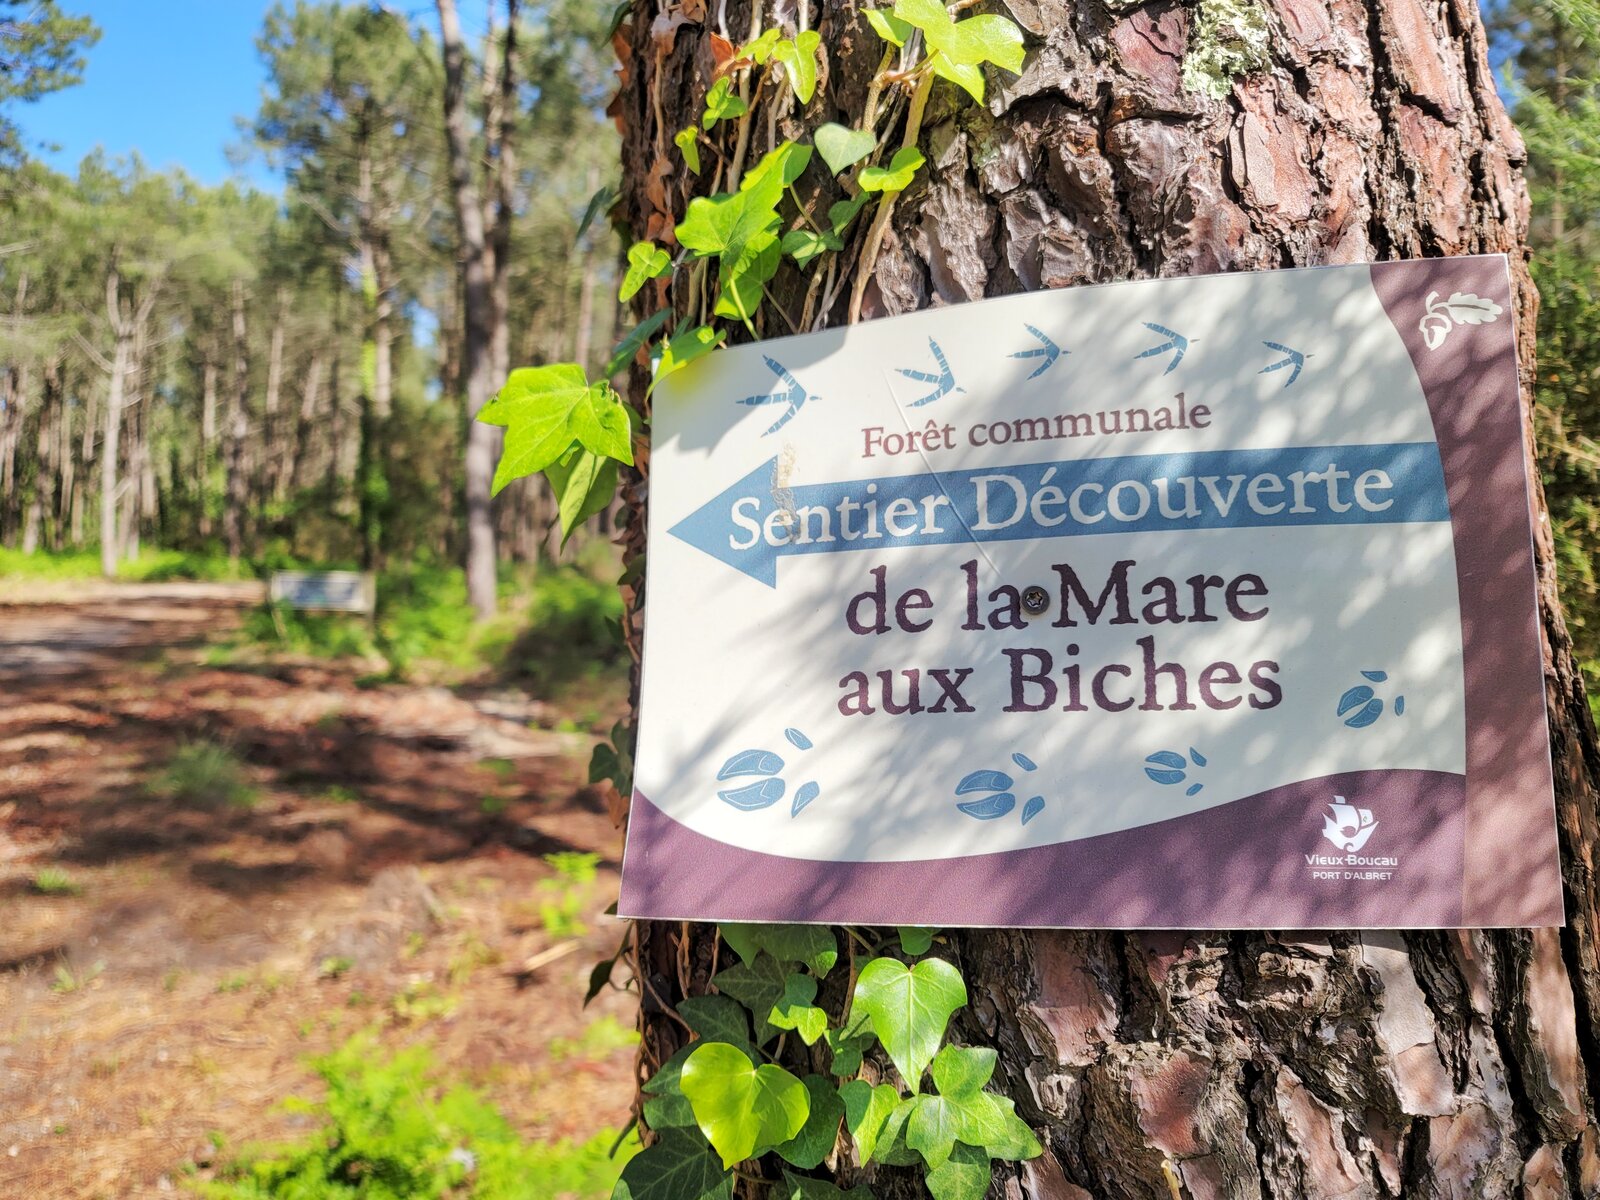 Forêt communale
Sentier Découverte
de la Mare
aux Biches
Vieux-Boucau
PORT D'ALBRET